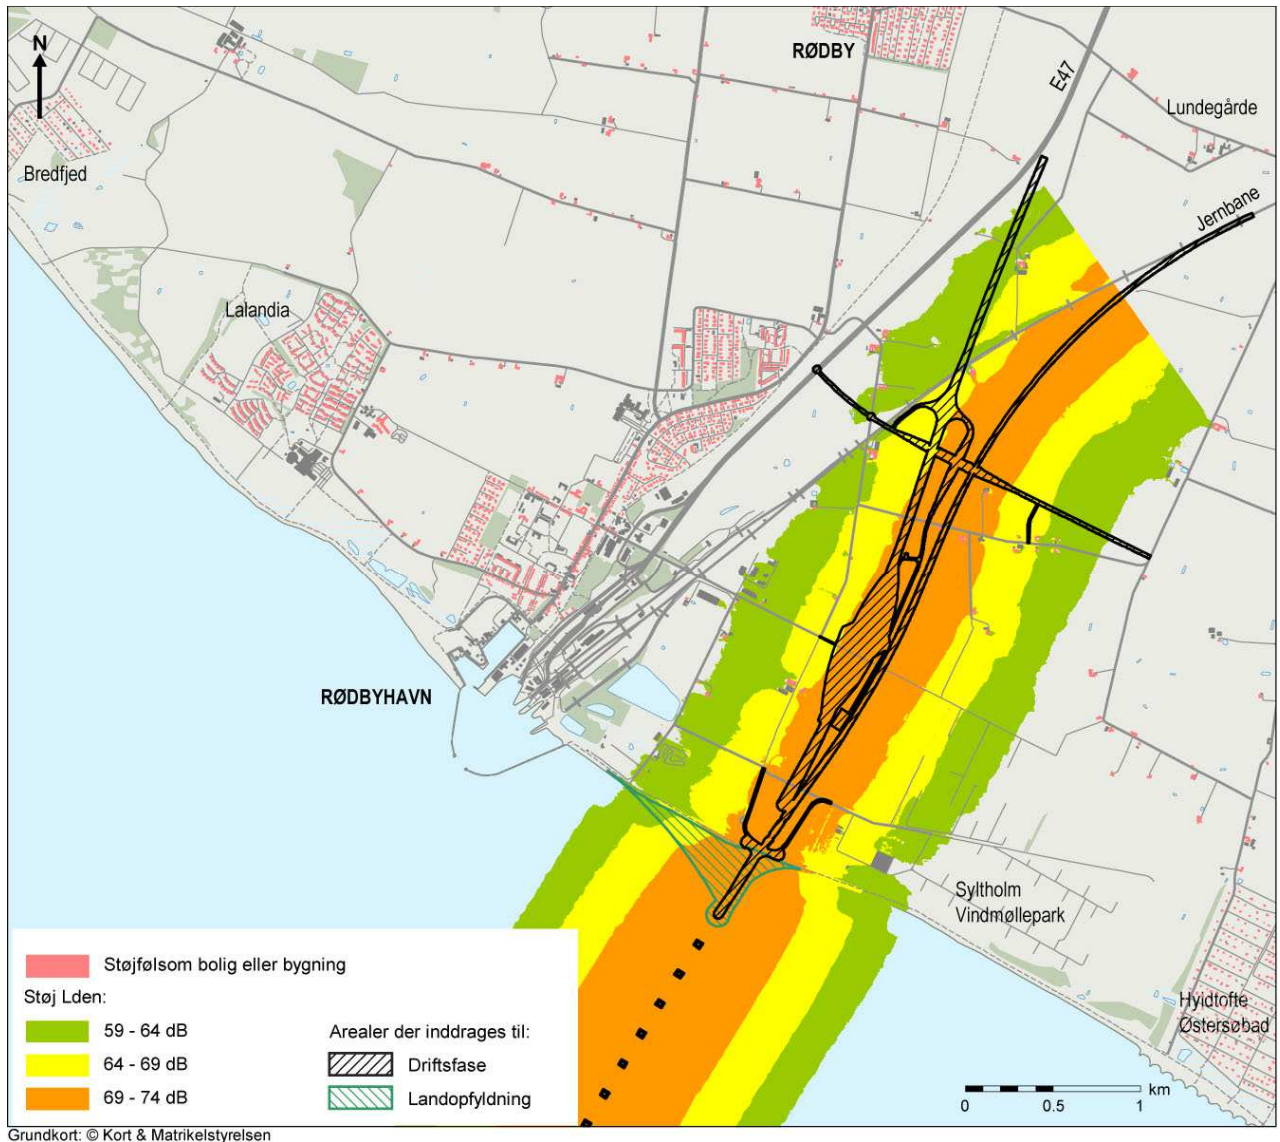 N
RØDBY
E47
Lundegårde
Bredfjed
Jernbane
Lalandia
RØDBYHAVN
Syltholm
Vindmøllepark
Hyldtofte
Østersøbad
Støjfølsom bolig eller bygning
Støj Lden:
59 - 64 dB
64 - 69 dB
69 - 74 dB
Arealer der inddrages til:
Driftsfase
Landopfyldning
km
0 0.5 1
Grundkort: © Kort & Matrikelstyrelsen